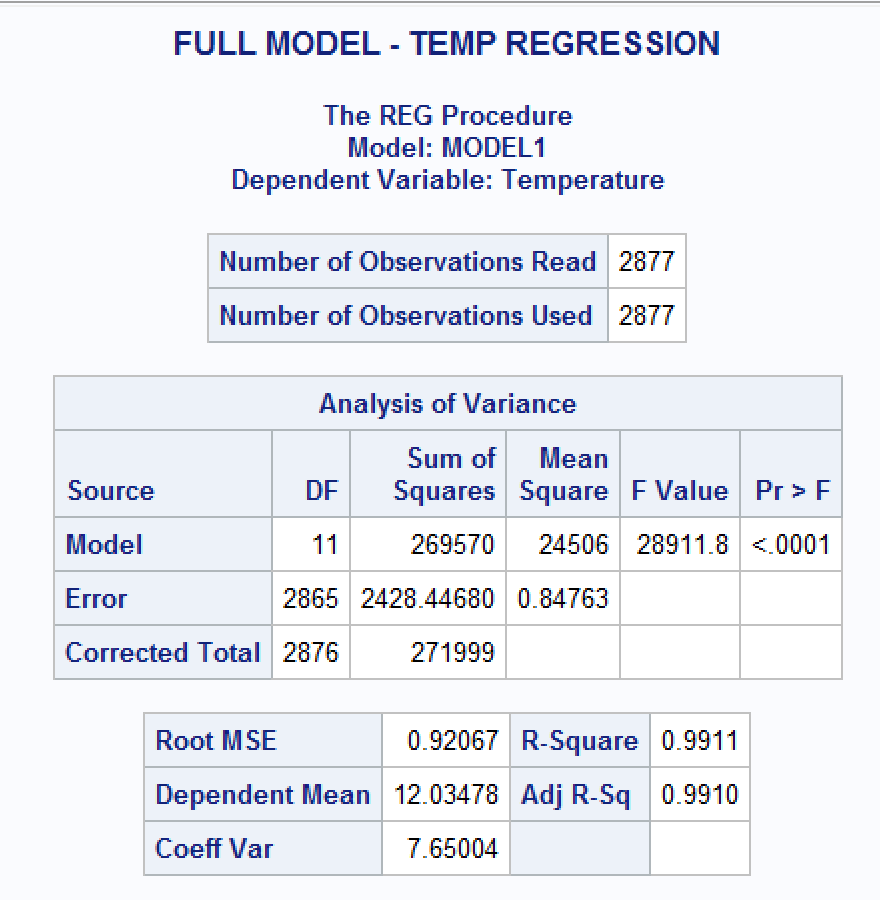 FULL MODEL - TEMP REGRESSION
The REG Procedure
Model: MODEL1
Dependent Variable: Temperature
Number of Observations Read 2877
Number of Observations Used 2877
Analysis of Variance
Source DF Sum of Squares Mean Square F Value Pr > F
Model 11 269570 24506 28911.8 <.0001
Error 2865 2428.44680 0.84763
Corrected Total 2876 271999
Root MSE 0.92067 R-Square 0.9911
Dependent Mean 12.03478 Adj R-Sq 0.9910
Coeff Var 7.65004